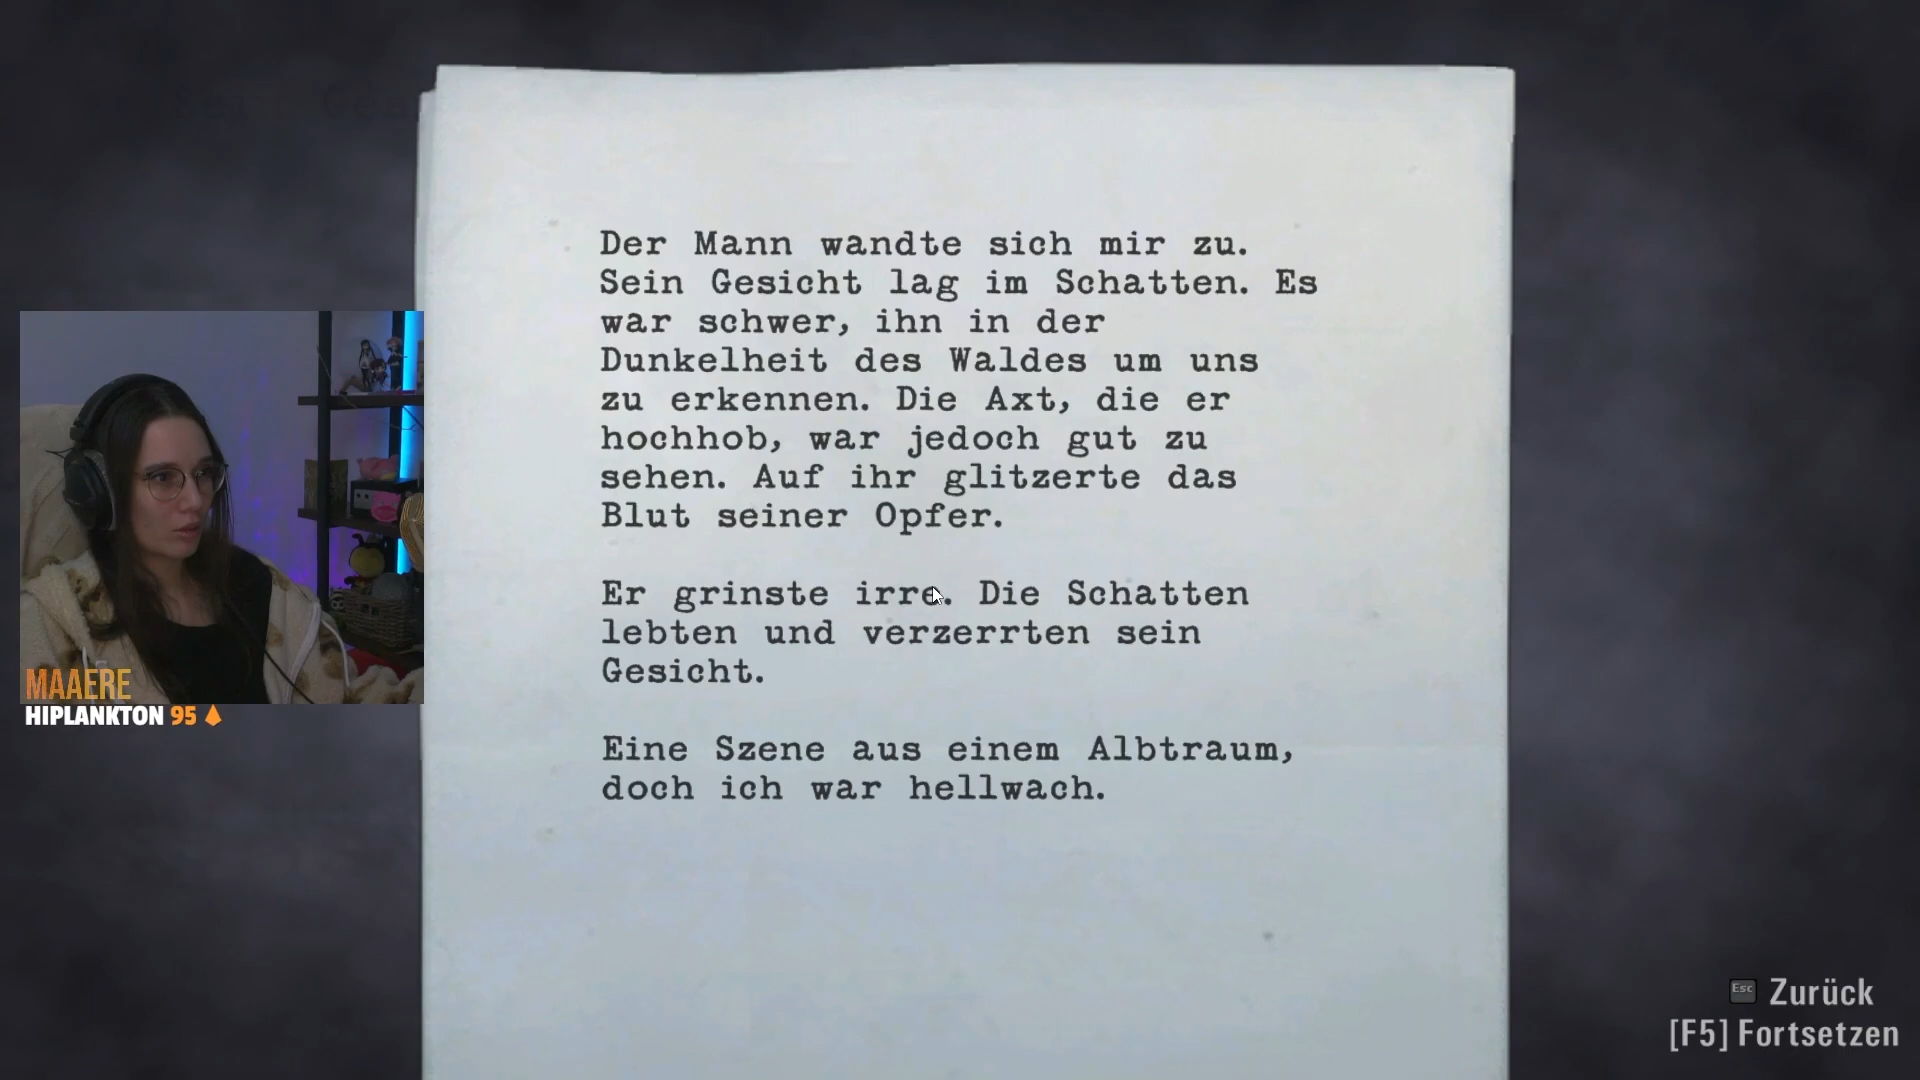 Der Mann wandte sich mir zu.
Sein Gesicht lag im Schatten. Es
war schwer, ihn in der
Dunkelheit des Waldes um uns
zu erkennen. Die Axt, die er
hochhob, war jedoch gut zu
sehen. Auf ihr glitzerte das
Blut seiner Opfer.
Er grinste irre. Die Schatten
lebten und verzerrten sein
Gesicht.
Eine Szene aus einem Albtraum,
doch ich war hellwach.
MAAERE
HIPLANKTON 95
Esc Zurück
[F5] Fortsetzen